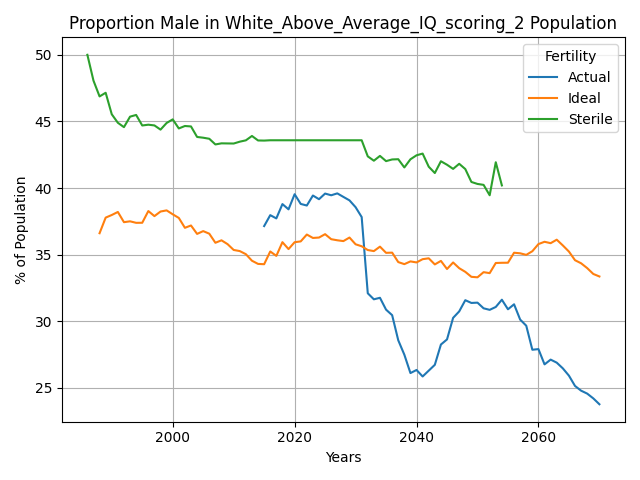 Proportion Male in White_Above_Average_IQ_scoring_2 Population
Fertility
Actual
Ideal
Sterile
% of Population
50
45
40
35
30
25
2000
2020
2040
2060
Years